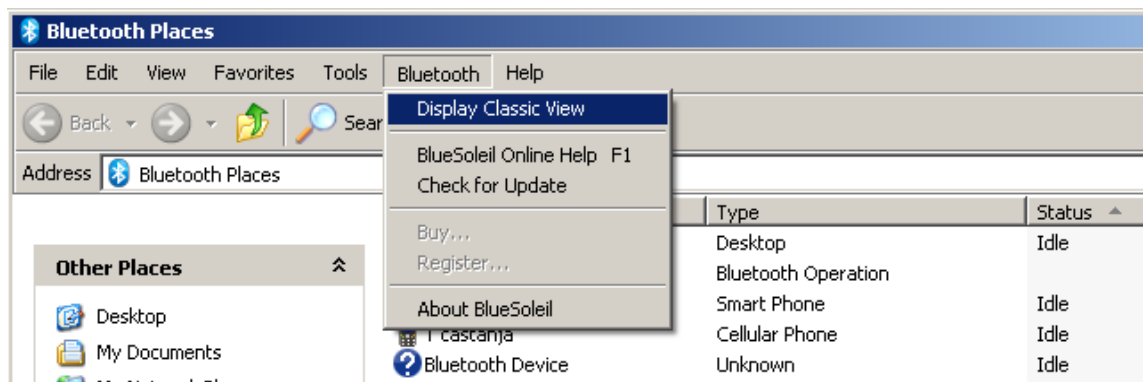 Bluetooth Places
File Edit View Favorites Tools Bluetooth Help
Back Sear
Address Bluetooth Places
Display Classic View
BlueSoleil Online Help F1
Check for Update
Buy...
Register...
About BlueSoleil
Other Places
Desktop
My Documents
Type Status
Desktop Idle
Bluetooth Operation
Smart Phone Idle
castanja Cellular Phone Idle
Bluetooth Device Unknown Idle